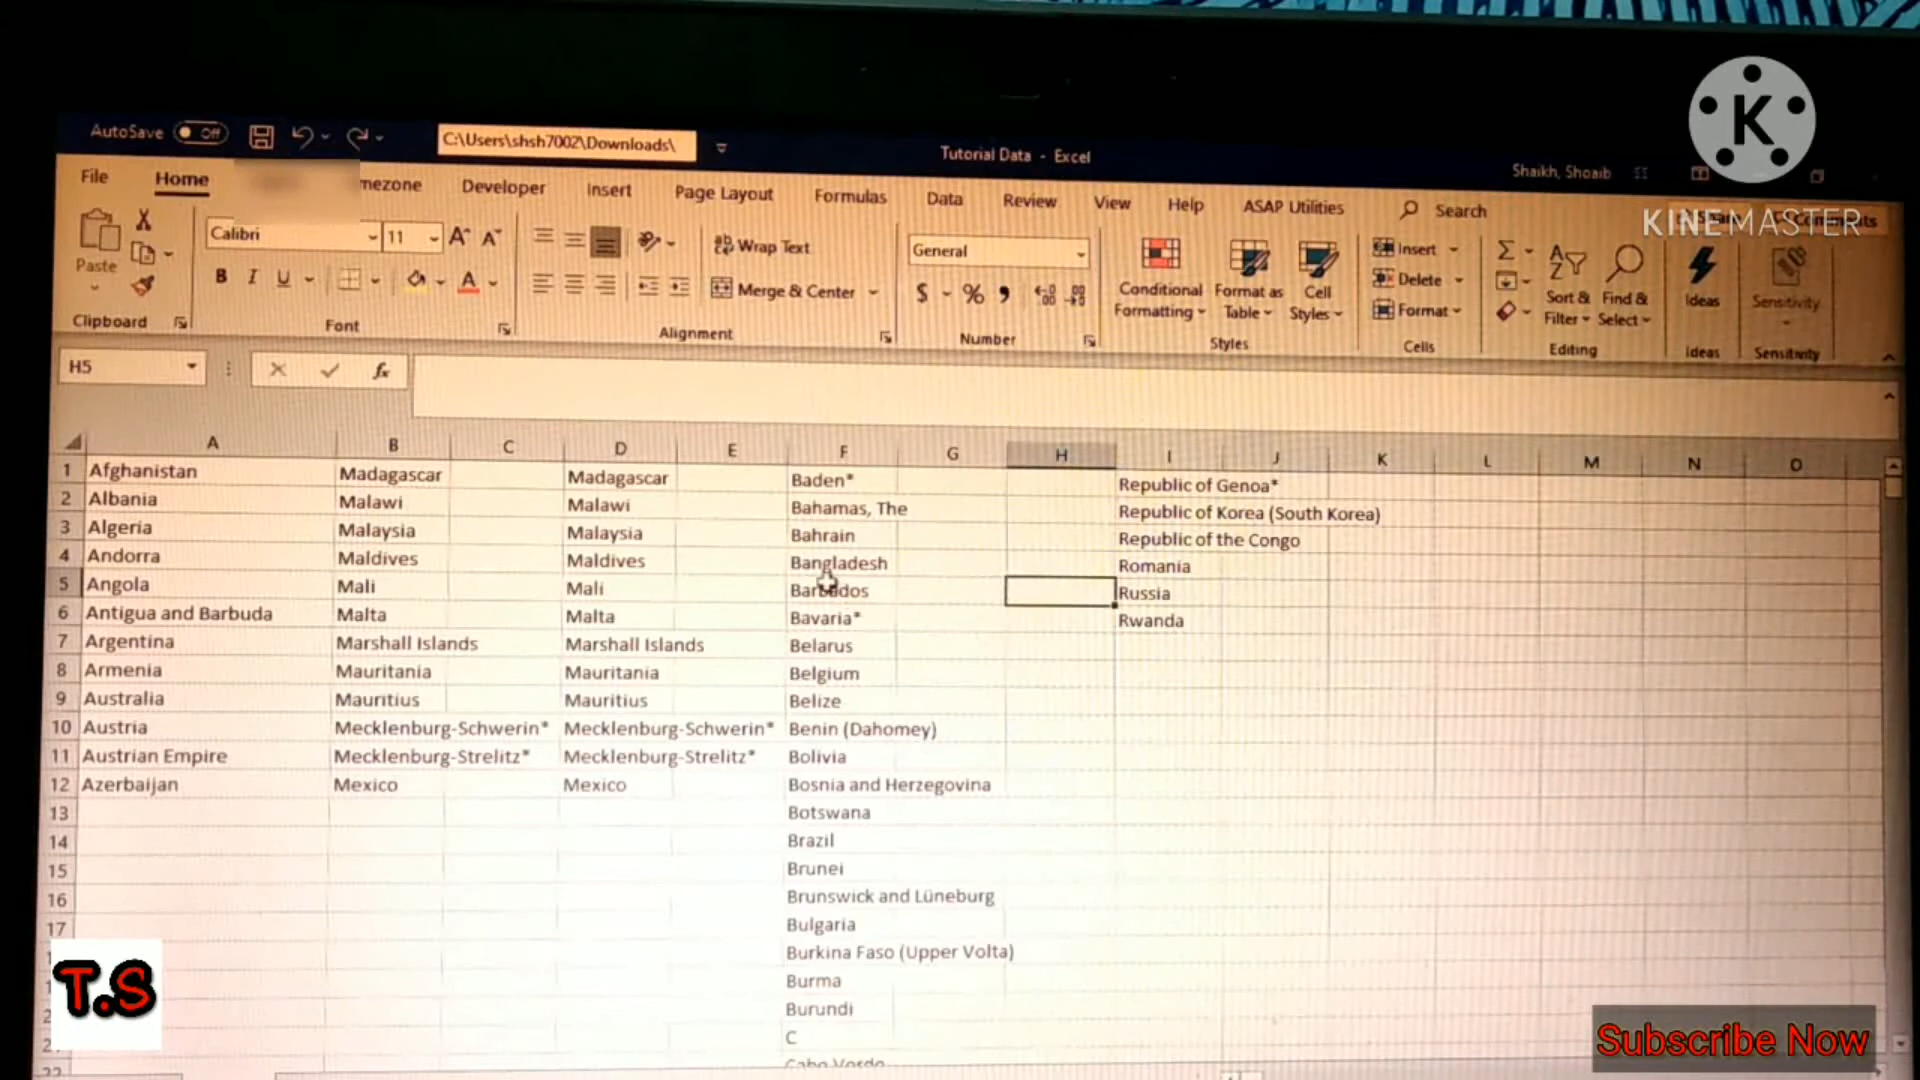 AutoSave Off C:\Users\shsh7002\Downloads\ Tutorial Data - Excel Shaikh, Shoaib
KINEMASTER
File Home mezone Developer Insert Page Layout Formulas Data Review View Help ASAP Utilities Search
Paste
Clipboard
Calibri 11
B I U
Font
Wrap Text
Merge & Center
Alignment
General
$ % ,
Number
Conditional Formatting
Format as Table
Cell Styles
Styles
Insert
Delete
Format
Cells
Sort & Filter
Find & Select
Editing
Ideas
Ideas
Sensitivity
Sensitivity
H5 fx
A B C D E F G H I J K L M N O
1 Afghanistan Madagascar Madagascar Baden* Republic of Genoa*
2 Albania Malawi Malawi Bahamas, The Republic of Korea (South Korea)
3 Algeria Malaysia Malaysia Bahrain Republic of the Congo
4 Andorra Maldives Maldives Bangladesh Romania
5 Angola Mali Mali Barbados Russia
6 Antigua and Barbuda Malta Malta Bavaria* Rwanda
7 Argentina Marshall Islands Marshall Islands Belarus
8 Armenia Mauritania Mauritania Belgium
9 Australia Mauritius Mauritius Belize
10 Austria Mecklenburg-Schwerin* Mecklenburg-Schwerin* Benin (Dahomey)
11 Austrian Empire Mecklenburg-Strelitz* Mecklenburg-Strelitz* Bolivia
12 Azerbaijan Mexico Mexico Bosnia and Herzegovina
13 Botswana
14 Brazil
15 Brunei
16 Brunswick and Lüneburg
17 Bulgaria
Burkina Faso (Upper Volta)
Burma
Burundi
C
Cabo Verde
T.S
Subscribe Now